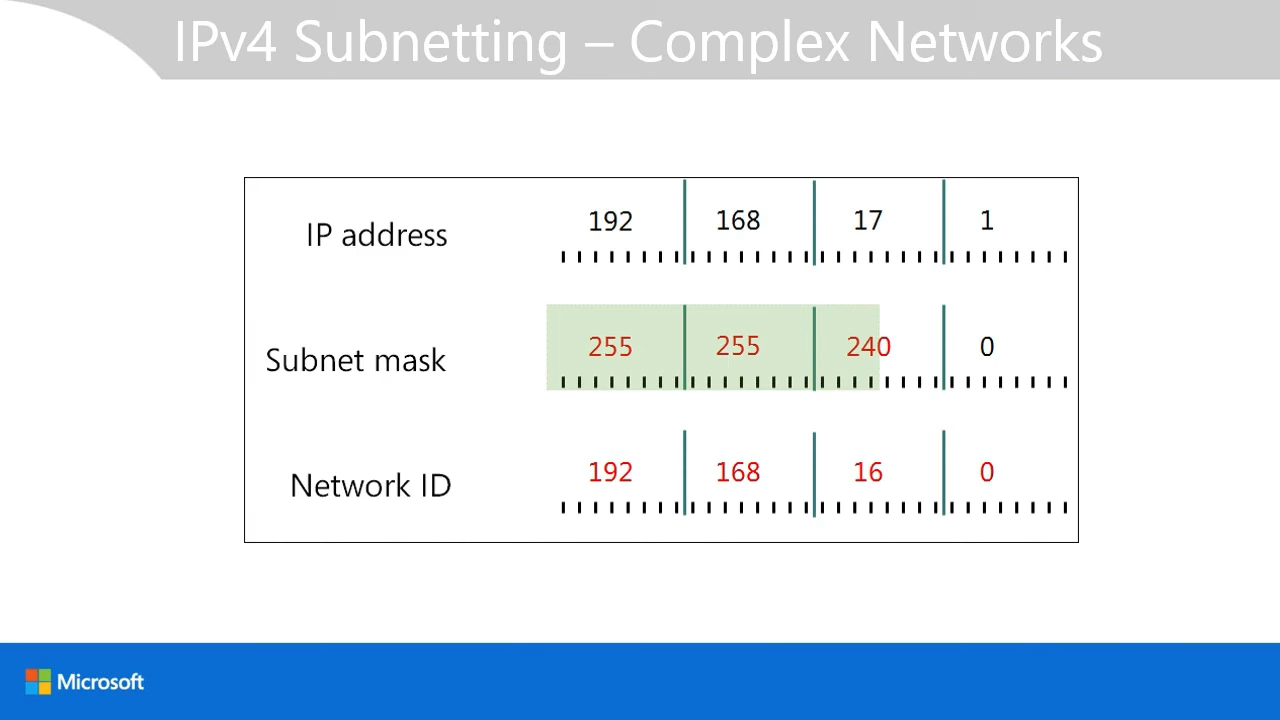 IPv4 Subnetting – Complex Networks
IP address 192 168 17 1
Subnet mask 255 255 240 0
Network ID 192 168 16 0
Microsoft